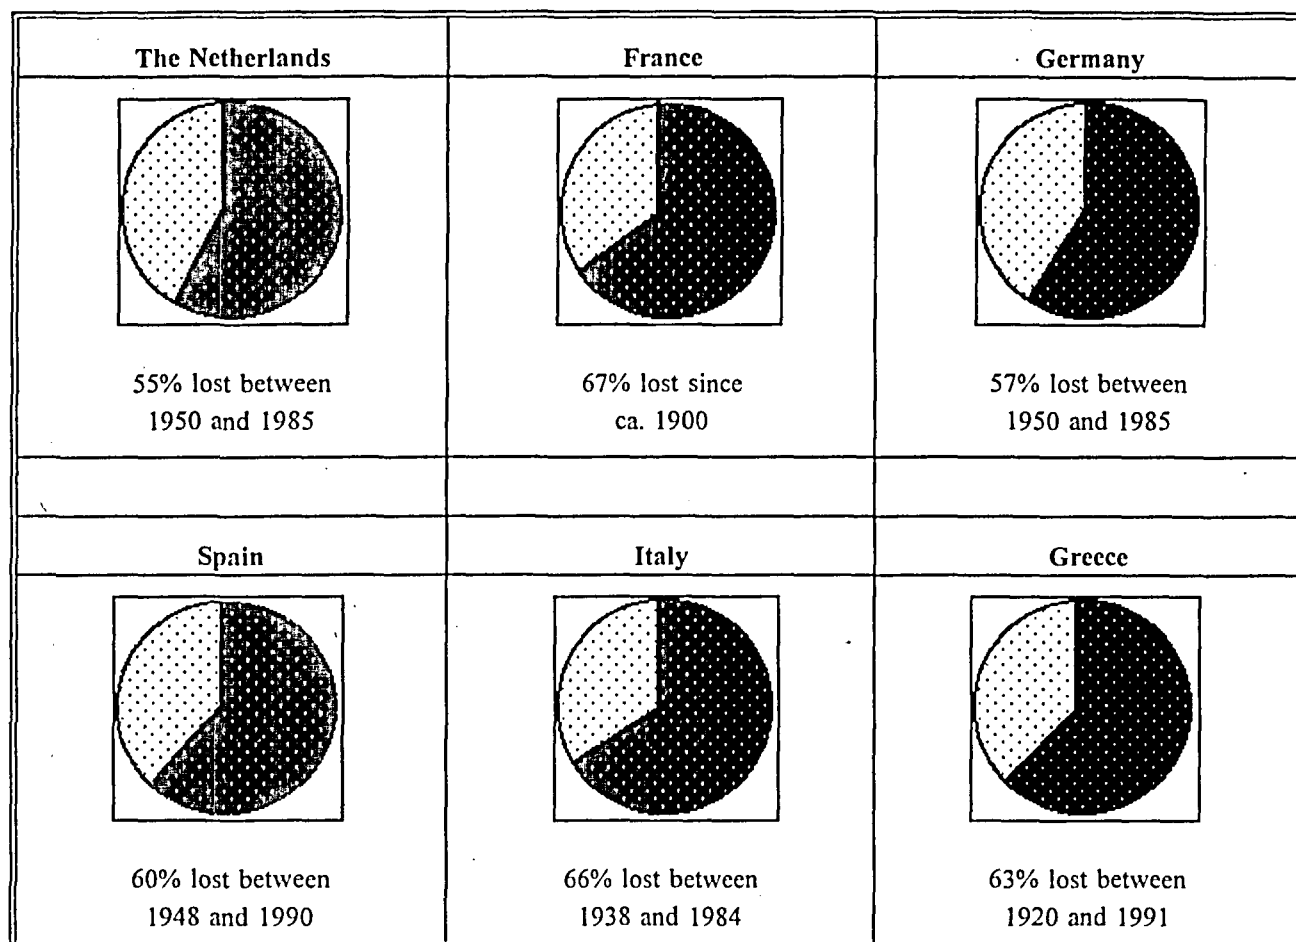 The Netherlands
France
Germany
55% lost between
1950 and 1985
67% lost since
ca. 1900
57% lost between
1950 and 1985
Spain
Italy
Greece
60% lost between
1948 and 1990
66% lost between
1938 and 1984
63% lost between
1920 and 1991